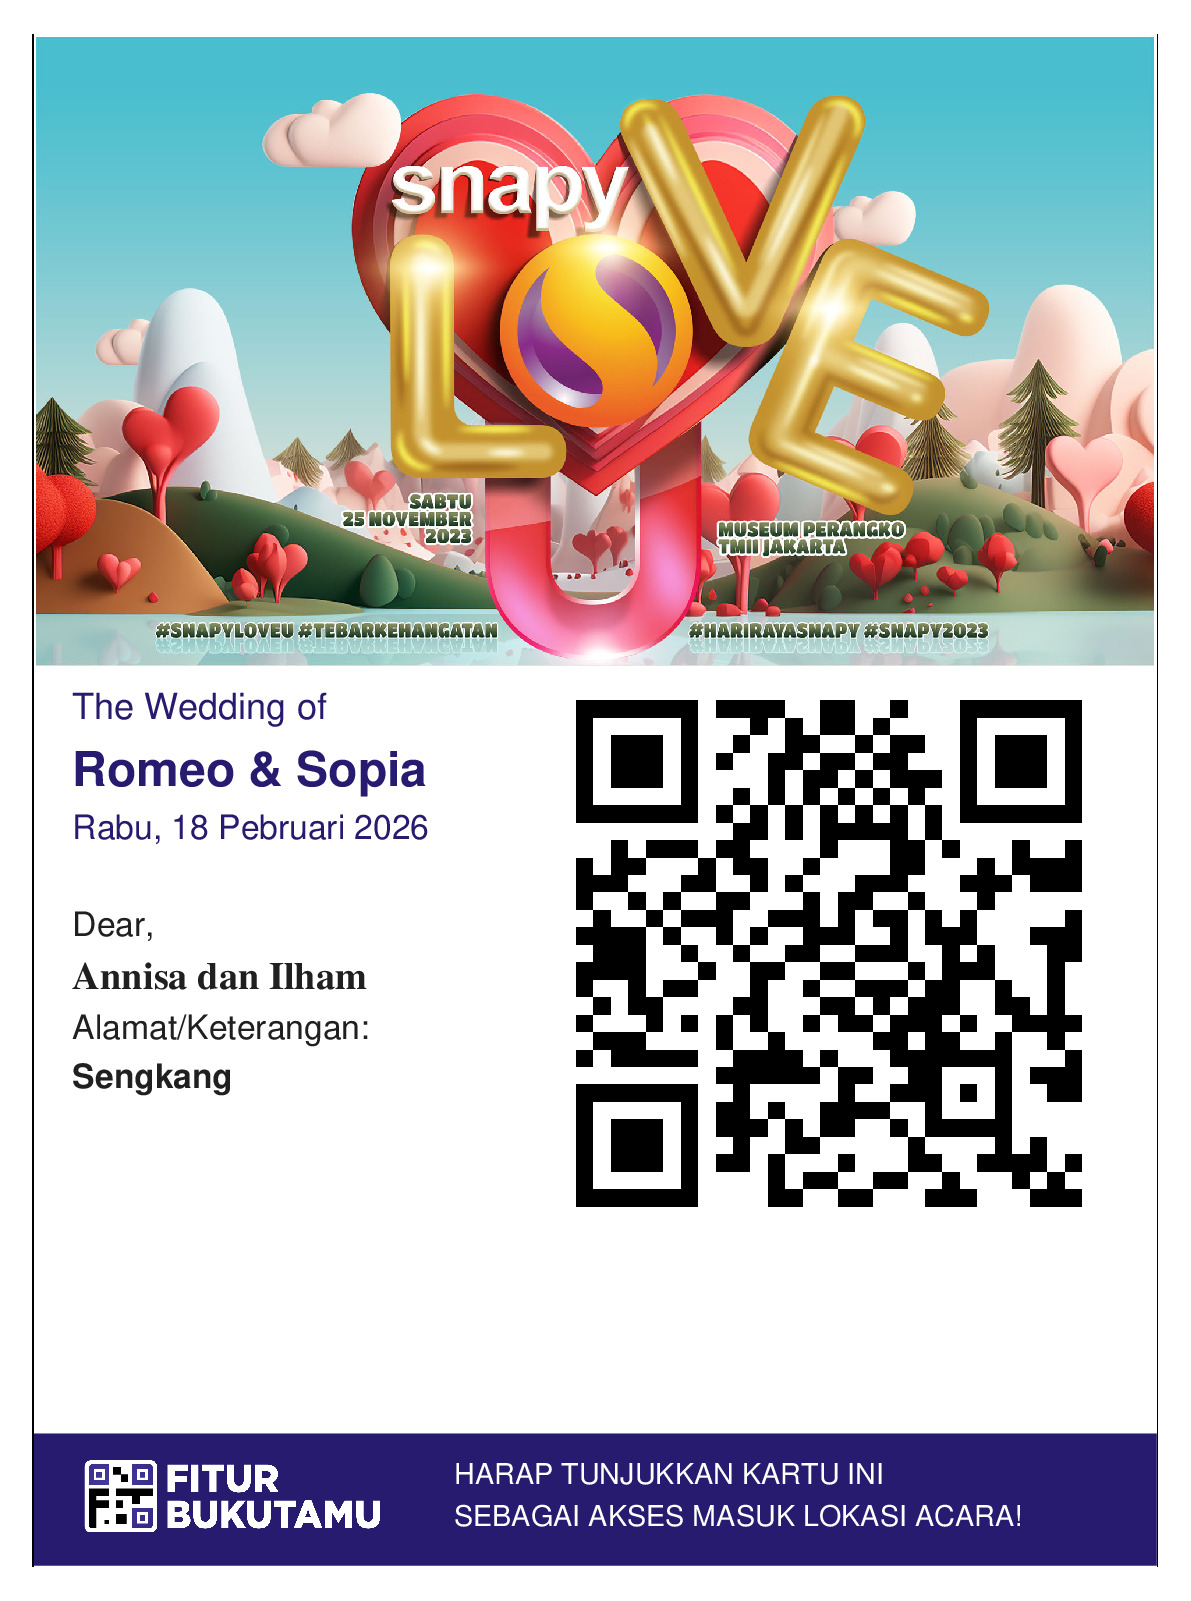 snapy
LOVE
U
SABTU
25 NOVEMBER
2023
MUSEUM PERANGKO
TMII JAKARTA
#SNAPYLOVEU #TEBARKEHANGATAN
#HARIRAYASNAPY #SNAPY2023
The Wedding of
Romeo & Sopia
Rabu, 18 Pebruari 2026
Dear,
Annisa dan Ilham
Alamat/Keterangan:
Sengkang
FITUR
BUKUTAMU
HARAP TUNJUKKAN KARTU INI
SEBAGAI AKSES MASUK LOKASI ACARA!